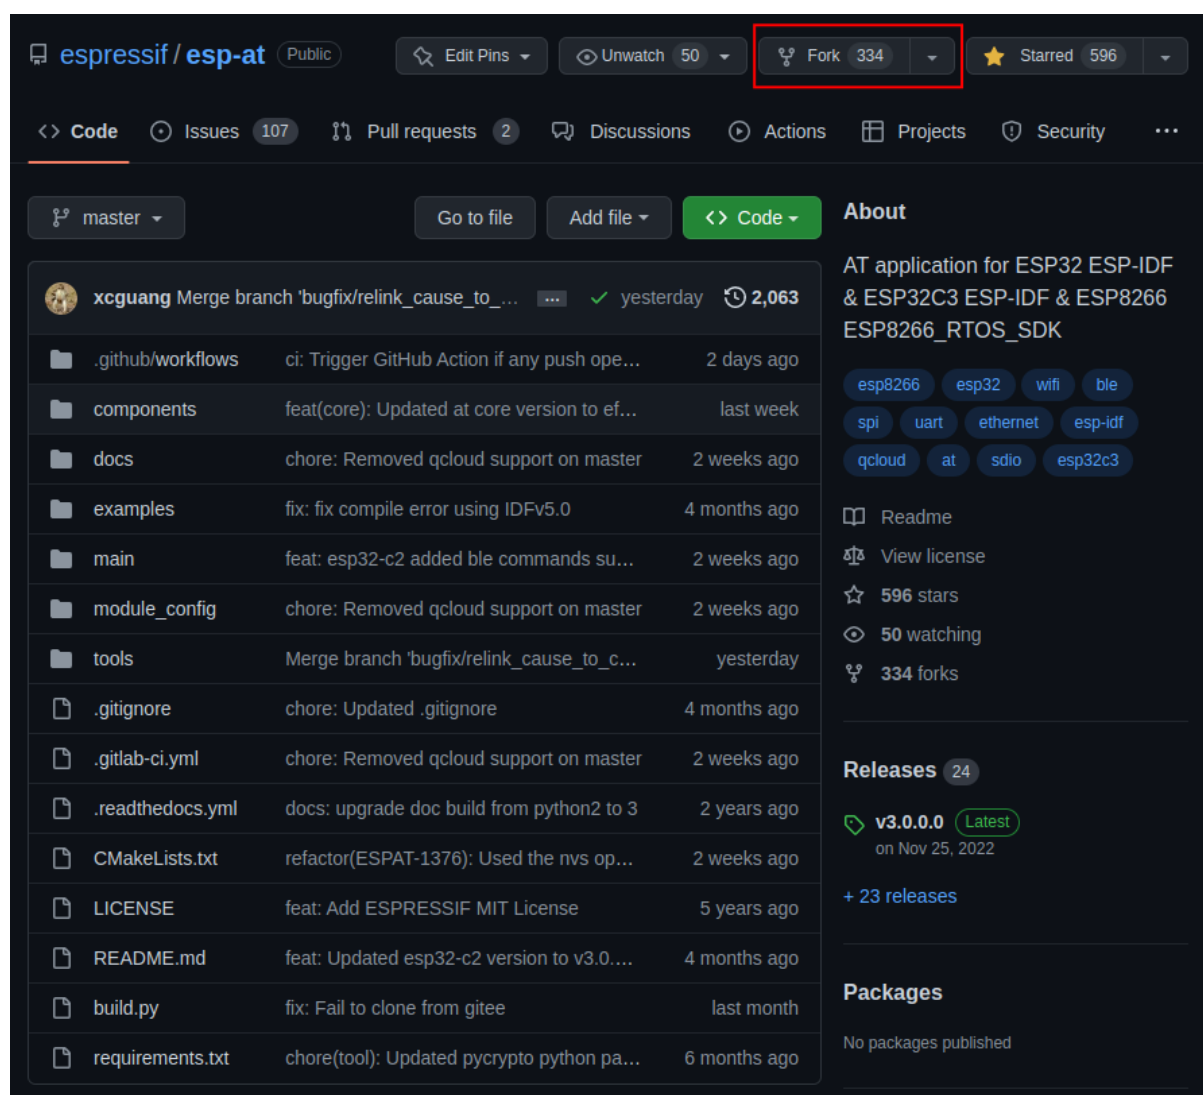 espressif / esp-at Public Edit Pins Unwatch 50 Fork 334 Starred 596
Code Issues 107 Pull requests 2 Discussions Actions Projects Security ...
master Go to file Add file Code
xcguang Merge branch 'bugfix/relink_cause_to_... ... yesterday 2,063
.github/workflows ci: Trigger GitHub Action if any push ope... 2 days ago
components feat(core): Updated at core version to ef... last week
docs chore: Removed qcloud support on master 2 weeks ago
examples fix: fix compile error using IDFv5.0 4 months ago
main feat: esp32-c2 added ble commands su... 2 weeks ago
module_config chore: Removed qcloud support on master 2 weeks ago
tools Merge branch 'bugfix/relink_cause_to_c... yesterday
.gitignore chore: Updated .gitignore 4 months ago
.gitlab-ci.yml chore: Removed qcloud support on master 2 weeks ago
.readthedocs.yml docs: upgrade doc build from python2 to 3 2 years ago
CMakeLists.txt refactor(ESPAT-1376): Used the nvs op... 2 weeks ago
LICENSE feat: Add ESPRESSIF MIT License 5 years ago
README.md feat: Updated esp32-c2 version to v3.0.... 4 months ago
build.py fix: Fail to clone from gitee last month
requirements.txt chore(tool): Updated pycrypto python pa... 6 months ago
About
AT application for ESP32 ESP-IDF
& ESP32C3 ESP-IDF & ESP8266
ESP8266_RTOS_SDK
esp8266 esp32 wifi ble
spi uart ethernet esp-idf
qcloud at sdio esp32c3
Readme
View license
596 stars
50 watching
334 forks
Releases 24
v3.0.0.0 Latest
on Nov 25, 2022
+ 23 releases
Packages
No packages published